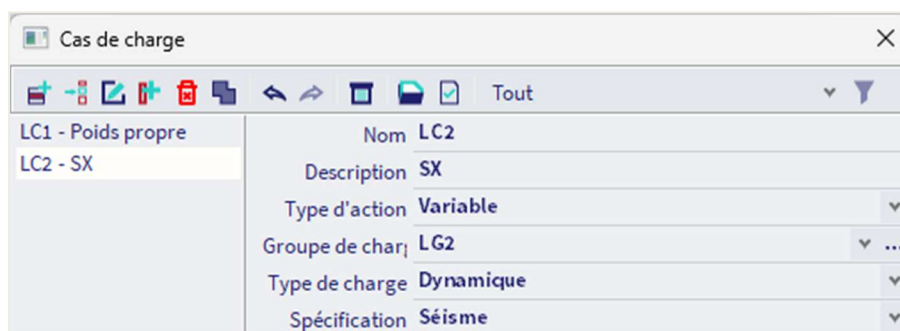 Cas de charge
Tout
LC1 - Poids propre
LC2 - SX
Nom LC2
Description SX
Type d'action Variable
Groupe de char LG2 ...
Type de charge Dynamique
Spécification Séisme